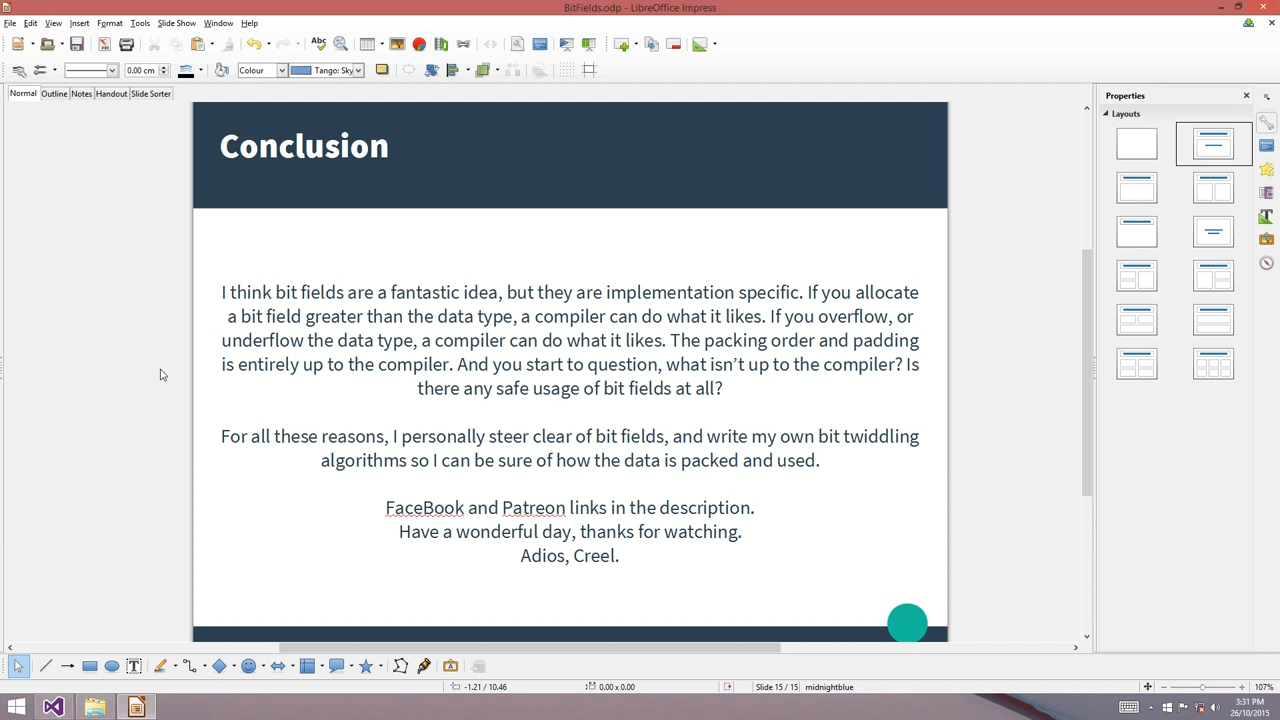 BitFields.odp - LibreOffice Impress
File Edit View Insert Format Tools Slide Show Window Help
0.00 cm Colour Tango: Sky
Normal Outline Notes Handout Slide Sorter
Properties
Layouts
Conclusion
I think bit fields are a fantastic idea, but they are implementation specific. If you allocate
a bit field greater than the data type, a compiler can do what it likes. If you overflow, or
underflow the data type, a compiler can do what it likes. The packing order and padding
is entirely up to the compiler. And you start to question, what isn’t up to the compiler? Is
there any safe usage of bit fields at all?
For all these reasons, I personally steer clear of bit fields, and write my own bit twiddling
algorithms so I can be sure of how the data is packed and used.
FaceBook and Patreon links in the description.
Have a wonderful day, thanks for watching.
Adios, Creel.
-1.21 / 10.46 0.00 x 0.00 Slide 15 / 15 midnightblue 107%
3:31 PM
26/10/2015